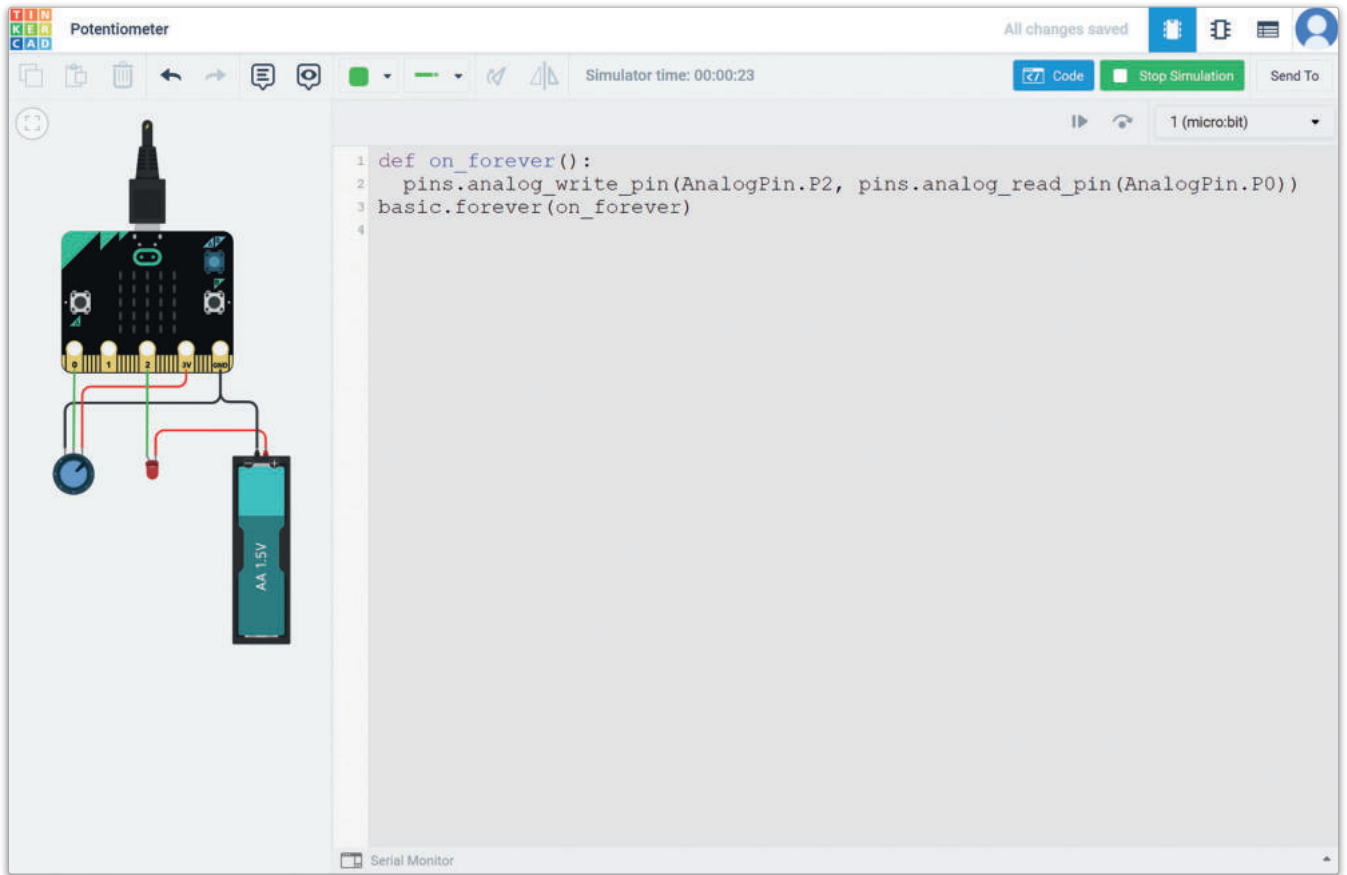 TIN
KER
CAD
Potentiometer
All changes saved
Simulator time: 00:00:23
Code
Stop Simulation
Send To
1 (micro:bit)
1 def on_forever():
2 pins.analog_write_pin(AnalogPin.P2, pins.analog_read_pin(AnalogPin.P0))
3 basic.forever(on_forever)
4
B
A
0 1 2 3V GND
- +
AA 1.5V
Serial Monitor